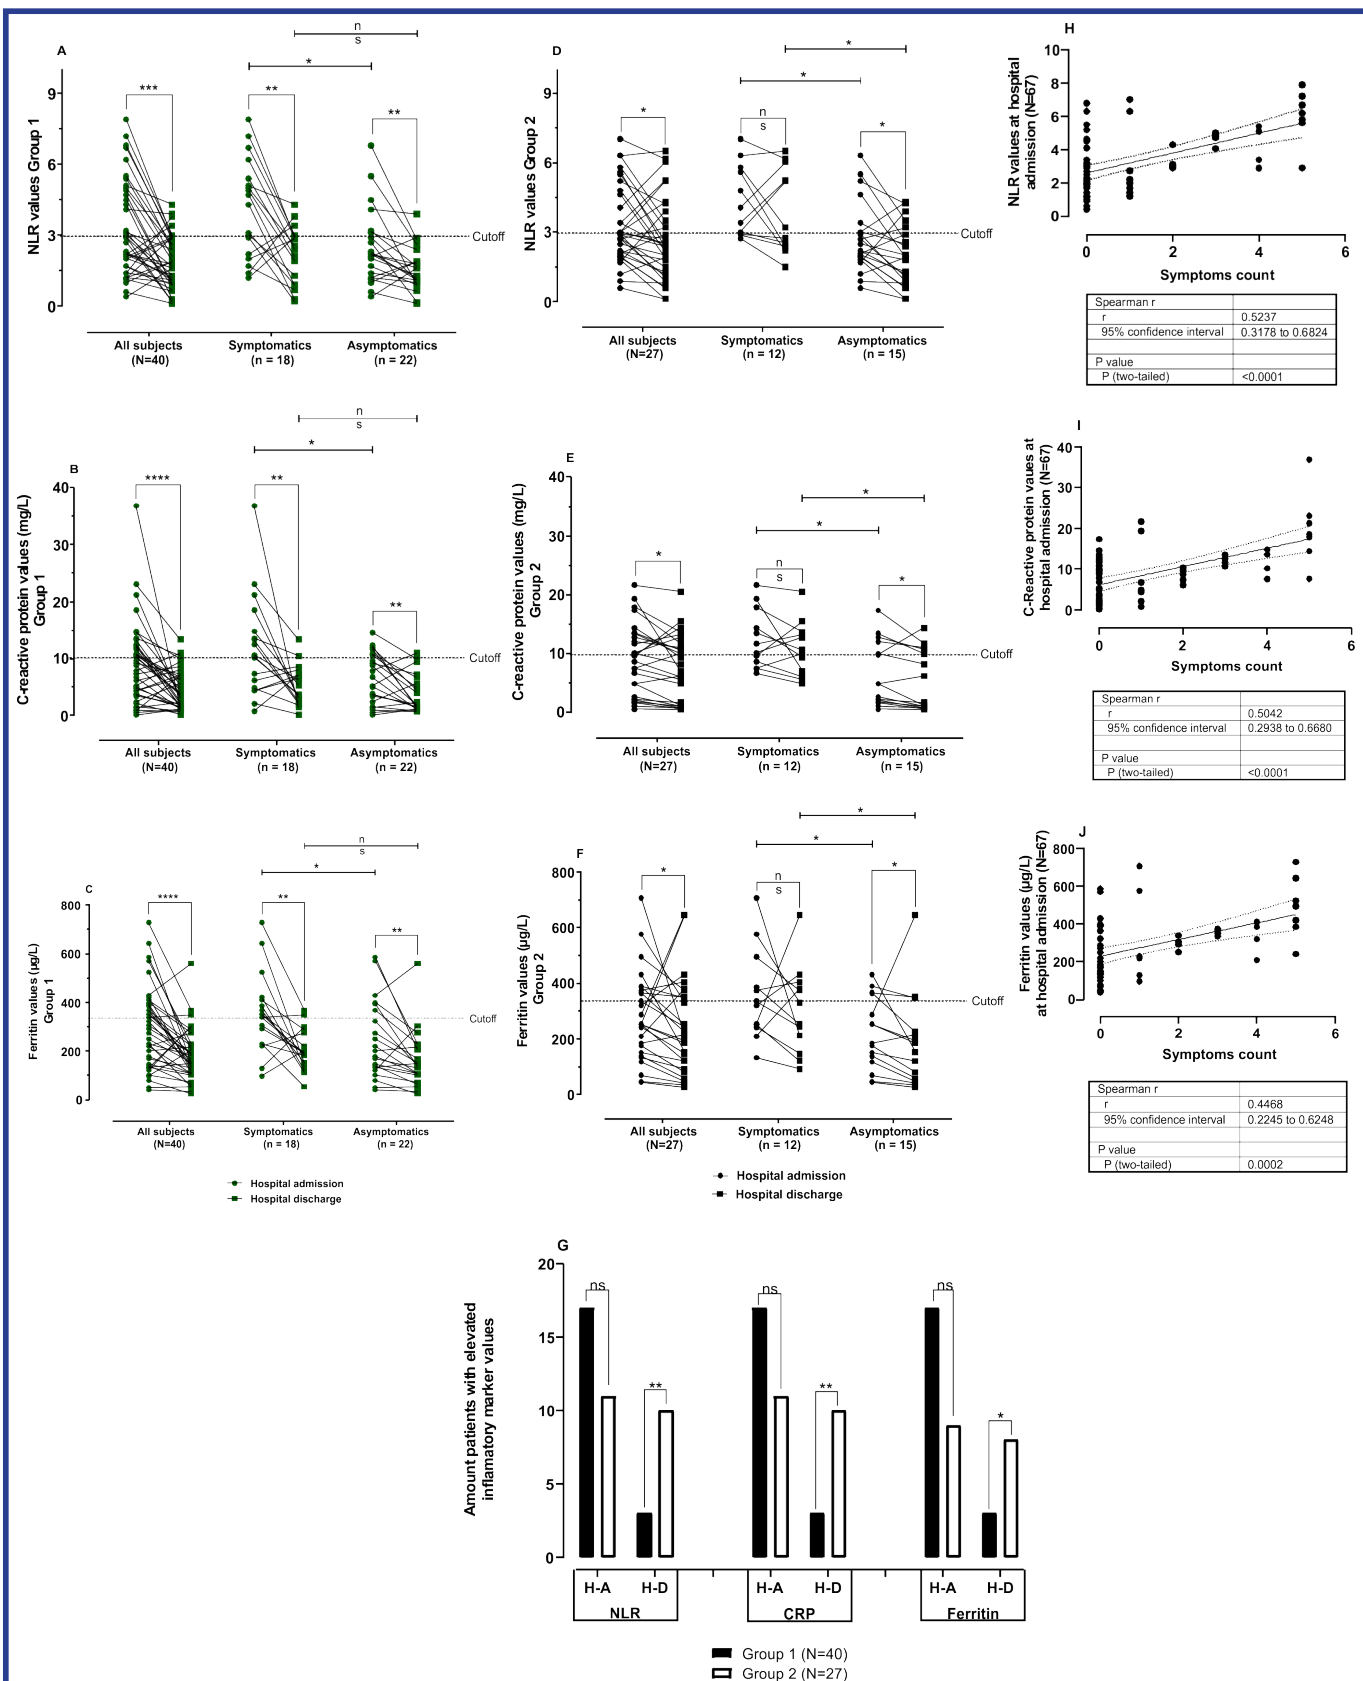 A
n
s
*
***
**
**
NLR values Group 1
9
6
3
0
Cutoff
All subjects
(N=40)
Symptomatics
(n = 18)
Asymptomatics
(n = 22)
D
*
*
*
n
s
*
NLR values Group 2
9
6
3
0
Cutoff
All subjects
(N=27)
Symptomatics
(n = 12)
Asymptomatics
(n = 15)
H
NLR values at hospital
admission (N=67)
10
8
6
4
2
0
0
2
4
6
Symptoms count
Spearman r
r 0.5237
95% confidence interval 0.3178 to 0.6824
P value
P (two-tailed) <0.0001
B
n
s
*
****
**
**
C-reactive protein values (mg/L)
Group 1
40
30
20
10
0
Cutoff
All subjects
(N=40)
Symptomatics
(n = 18)
Asymptomatics
(n = 22)
E
*
*
*
n
s
*
C-reactive protein values (mg/L)
Group 2
40
30
20
10
0
Cutoff
All subjects
(N=27)
Symptomatics
(n = 12)
Asymptomatics
(n = 15)
I
C-Reactive protein vaues at
hospital admission (N=67)
40
30
20
10
0
0
2
4
6
Symptoms count
Spearman r
r 0.5042
95% confidence interval 0.2938 to 0.6680
P value
P (two-tailed) <0.0001
C
n
s
*
****
**
**
Ferritin values (µg/L)
Group 1
800
600
400
200
0
Cutoff
All subjects
(N=40)
Symptomatics
(n = 18)
Asymptomatics
(n = 22)
Hospital admission
Hospital discharge
F
*
*
*
n
s
*
Ferritin values (µg/L)
Group 2
800
600
400
200
0
Cutoff
All subjects
(N=27)
Symptomatics
(n = 12)
Asymptomatics
(n = 15)
Hospital admission
Hospital discharge
J
Ferritin values (µg/L)
at hospital admission (N=67)
800
600
400
200
0
0
2
4
6
Symptoms count
Spearman r
r 0.4468
95% confidence interval 0.2245 to 0.6248
P value
P (two-tailed) 0.0002
G
Amount patients with elevated
inflamatory marker values
20
15
10
5
0
ns
**
ns
**
ns
*
H-A H-D H-A H-D H-A H-D
NLR CRP Ferritin
Group 1 (N=40)
Group 2 (N=27)